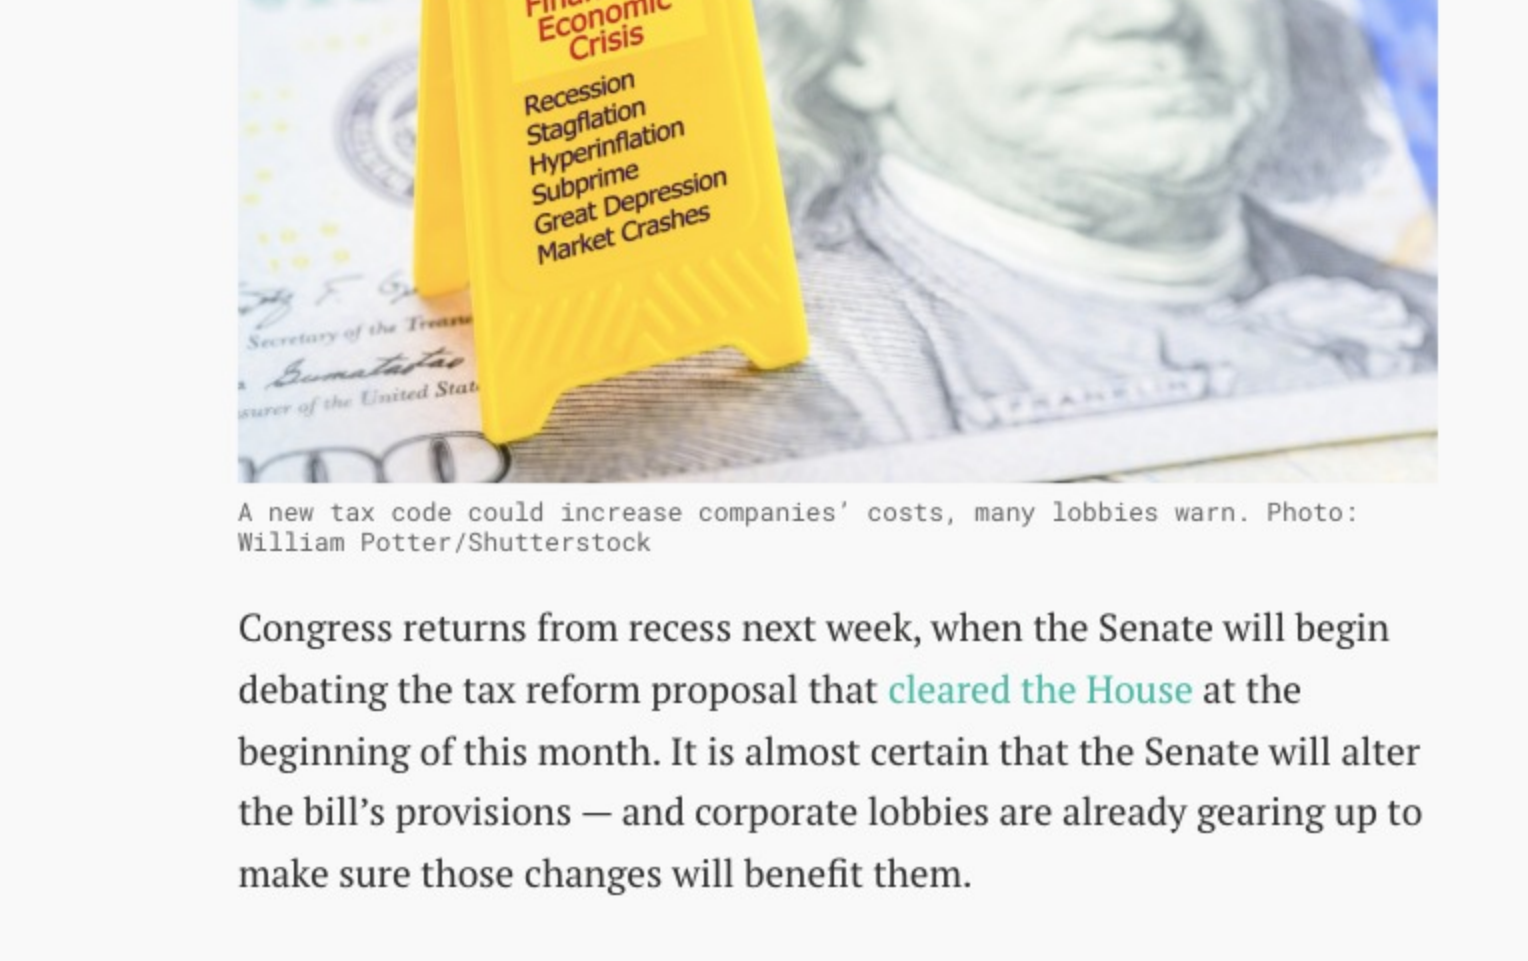 Economic
Crisis
Recession
Stagflation
Hyperinflation
Subprime
Great Depression
Market Crashes
Secretary of the
of the United
FRANKLIN
A new tax code could increase companies’ costs, many lobbies warn. Photo:
William Potter/Shutterstock
Congress returns from recess next week, when the Senate will begin
debating the tax reform proposal that cleared the House at the
beginning of this month. It is almost certain that the Senate will alter
the bill’s provisions — and corporate lobbies are already gearing up to
make sure those changes will benefit them.